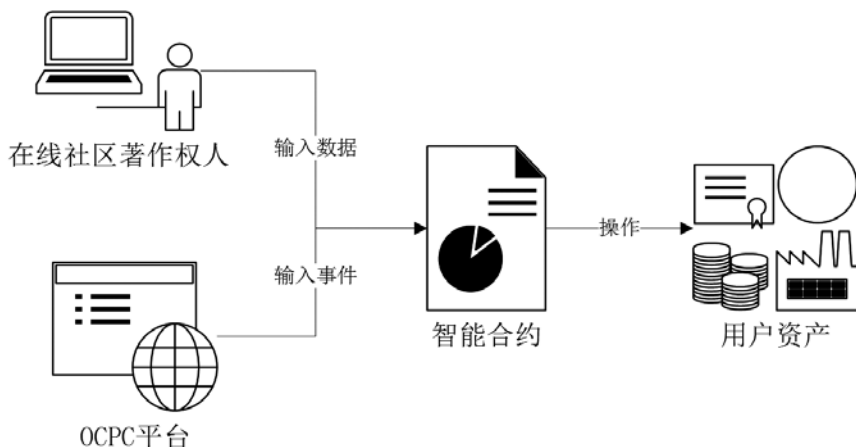 在线社区著作权人
输入数据
输入事件
操作
智能合约
用户资产
OCPC平台